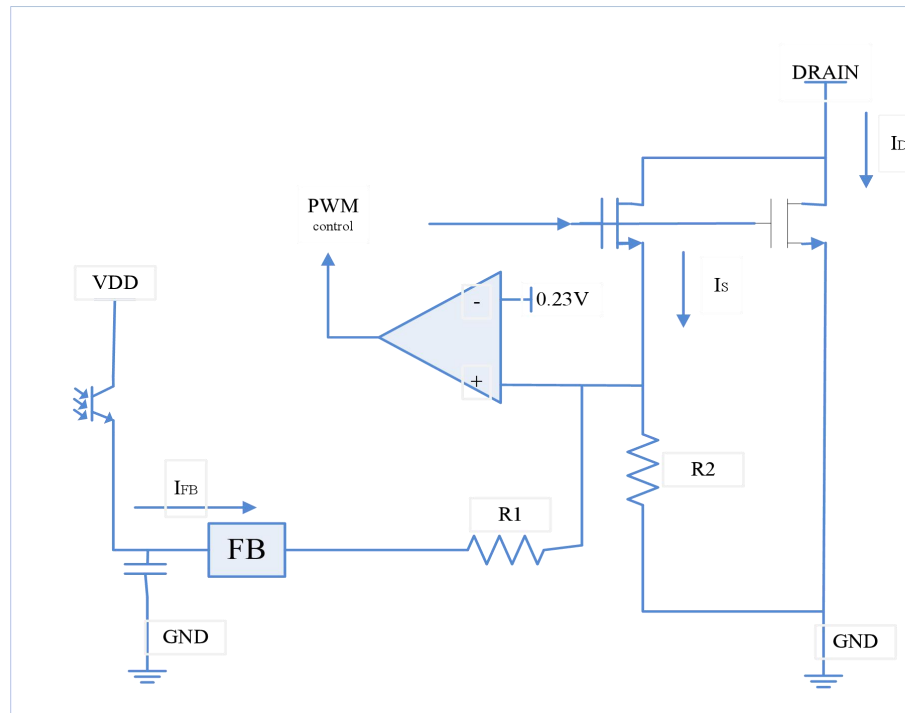 DRAIN
ID
PWM
control
VDD
-
0.23V
IS
+
R2
IFB
R1
FB
GND
GND